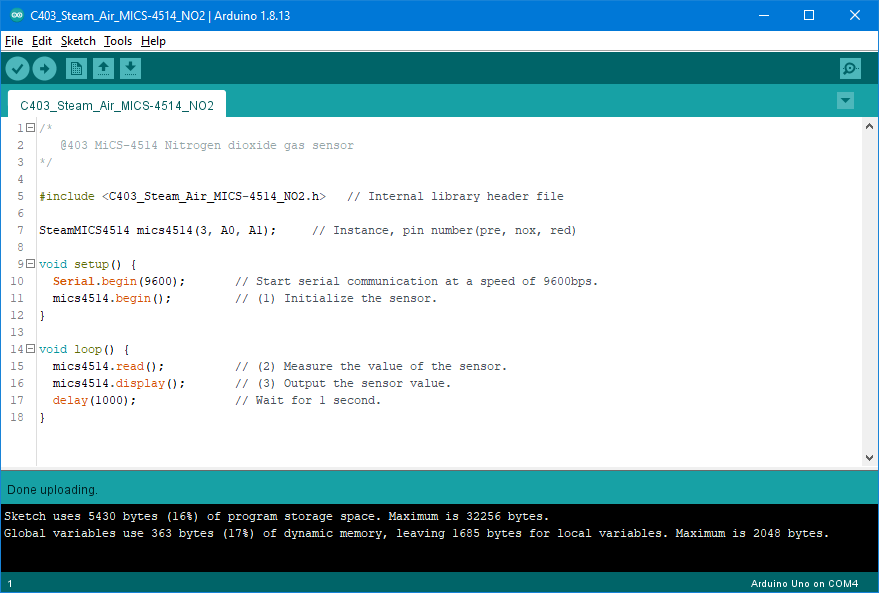 C403_Steam_Air_MICS-4514_NO2 | Arduino 1.8.13
File Edit Sketch Tools Help
C403_Steam_Air_MICS-4514_NO2
1 /*
2 @403 MiCS-4514 Nitrogen dioxide gas sensor
3 */
4
5 #include <C403_Steam_Air_MICS-4514_NO2.h> // Internal library header file
6
7 SteamMICS4514 mics4514(3, A0, A1); // Instance, pin number(pre, nox, red)
8
9 void setup() {
10 Serial.begin(9600); // Start serial communication at a speed of 9600bps.
11 mics4514.begin(); // (1) Initialize the sensor.
12 }
13
14 void loop() {
15 mics4514.read(); // (2) Measure the value of the sensor.
16 mics4514.display(); // (3) Output the sensor value.
17 delay(1000); // Wait for 1 second.
18 }
Done uploading.
Sketch uses 5430 bytes (16%) of program storage space. Maximum is 32256 bytes.
Global variables use 363 bytes (17%) of dynamic memory, leaving 1685 bytes for local variables. Maximum is 2048 bytes.
1 Arduino Uno on COM4